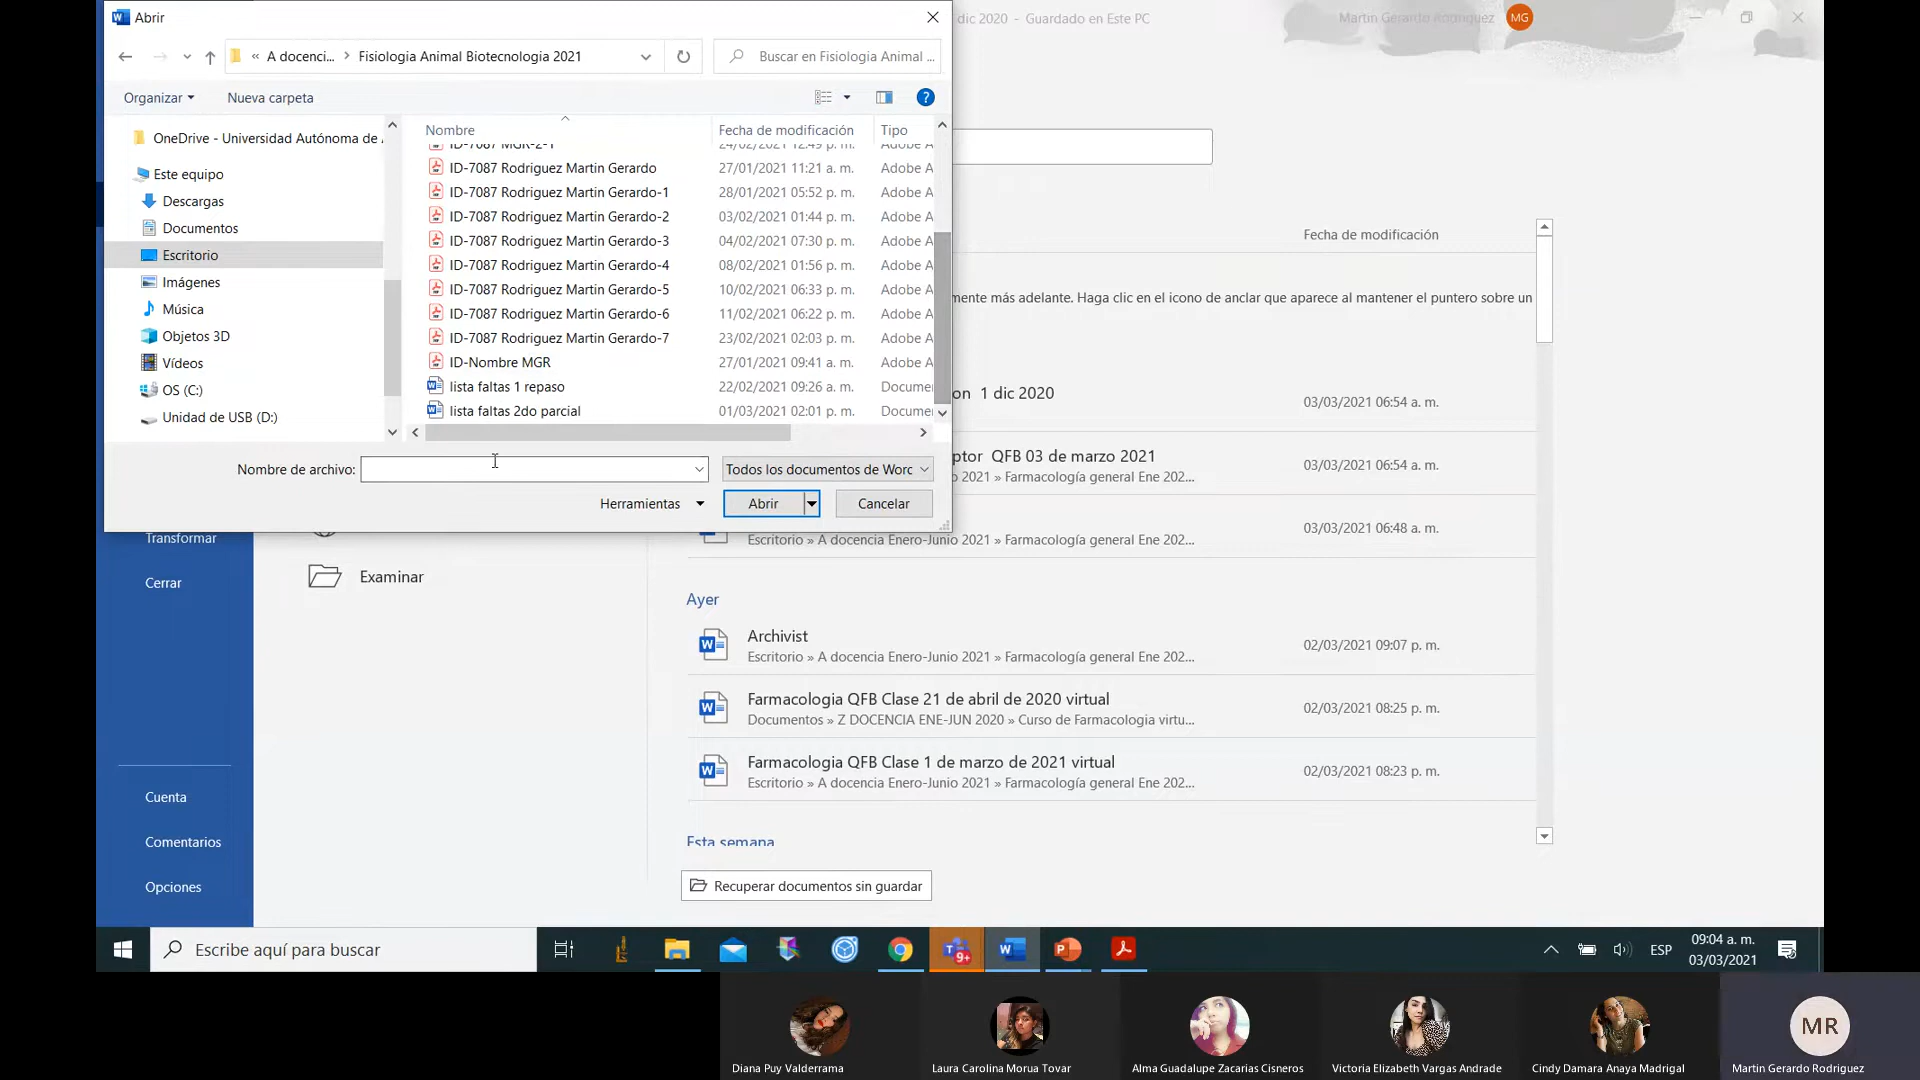 Abrir
dic 2020 - Guardado en Este PC
Martin Gerardo Rodriguez
MG
« A docenci... › Fisiologia Animal Biotecnologia 2021
Buscar en Fisiologia Animal ...
Organizar
Nueva carpeta
OneDrive - Universidad Autónoma de
Este equipo
Descargas
Documentos
Escritorio
Imágenes
Música
Objetos 3D
Vídeos
OS (C:)
Unidad de USB (D:)
Nombre Fecha de modificación Tipo
ID-7087 MGR-2-1 24/02/2021 12:49 p. m. Adobe A
ID-7087 Rodriguez Martin Gerardo 27/01/2021 11:21 a. m. Adobe A
ID-7087 Rodriguez Martin Gerardo-1 28/01/2021 05:52 p. m. Adobe A
ID-7087 Rodriguez Martin Gerardo-2 03/02/2021 01:44 p. m. Adobe A
ID-7087 Rodriguez Martin Gerardo-3 04/02/2021 07:30 p. m. Adobe A
ID-7087 Rodriguez Martin Gerardo-4 08/02/2021 01:56 p. m. Adobe A
ID-7087 Rodriguez Martin Gerardo-5 10/02/2021 06:33 p. m. Adobe A
ID-7087 Rodriguez Martin Gerardo-6 11/02/2021 06:22 p. m. Adobe A
ID-7087 Rodriguez Martin Gerardo-7 23/02/2021 02:03 p. m. Adobe A
ID-Nombre MGR 27/01/2021 09:41 a. m. Adobe A
lista faltas 1 repaso 22/02/2021 09:26 a. m. Docume
lista faltas 2do parcial 01/03/2021 02:01 p. m. Docume
Nombre de archivo:
Todos los documentos de Worc
Herramientas
Abrir
Cancelar
Transformar
Cerrar
Cuenta
Comentarios
Opciones
Examinar
Fecha de modificación
mente más adelante. Haga clic en el icono de anclar que aparece al mantener el puntero sobre un
on 1 dic 2020
03/03/2021 06:54 a. m.
ptor QFB 03 de marzo 2021
o 2021 » Farmacología general Ene 202...
03/03/2021 06:54 a. m.
Escritorio » A docencia Enero-Junio 2021 » Farmacología general Ene 202...
03/03/2021 06:48 a. m.
Ayer
Archivist
Escritorio » A docencia Enero-Junio 2021 » Farmacología general Ene 202...
02/03/2021 09:07 p. m.
Farmacologia QFB Clase 21 de abril de 2020 virtual
Documentos » Z DOCENCIA ENE-JUN 2020 » Curso de Farmacologia virtu...
02/03/2021 08:25 p. m.
Farmacologia QFB Clase 1 de marzo de 2021 virtual
Escritorio » A docencia Enero-Junio 2021 » Farmacología general Ene 202...
02/03/2021 08:23 p. m.
Esta semana
Recuperar documentos sin guardar
Escribe aquí para buscar
9+
ESP
09:04 a. m.
03/03/2021
MR
Diana Puy Valderrama
Laura Carolina Morua Tovar
Alma Guadalupe Zacarias Cisneros
Victoria Elizabeth Vargas Andrade
Cindy Damara Anaya Madrigal
Martin Gerardo Rodriguez